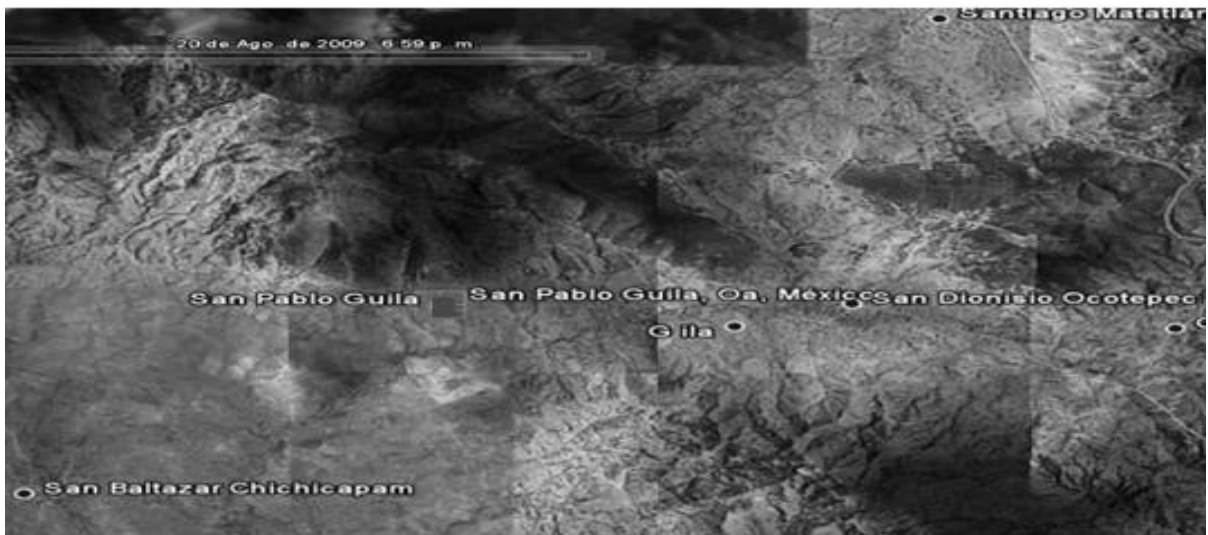 Santiago Matatlán
20 de Ago de 2009 6:59 p. m.
San Pablo Guila
San Pablo Guila, Oa, México
San Dionisio Ocotepec
G ila
San Baltazar Chichicapam